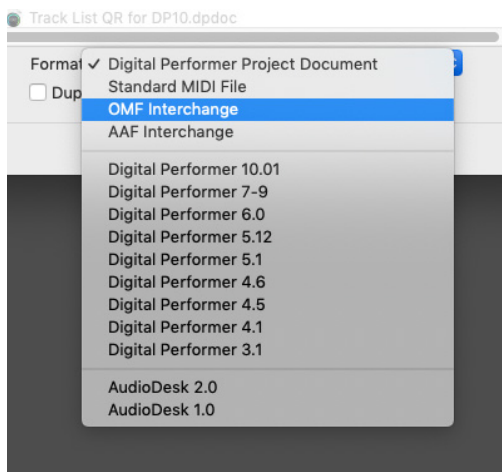 Track List QR for DP10.dpdoc
Format
✓ Digital Performer Project Document
Dup
Standard MIDI File
OMF Interchange
AAF Interchange
Digital Performer 10.01
Digital Performer 7-9
Digital Performer 6.0
Digital Performer 5.12
Digital Performer 5.1
Digital Performer 4.6
Digital Performer 4.5
Digital Performer 4.1
Digital Performer 3.1
AudioDesk 2.0
AudioDesk 1.0